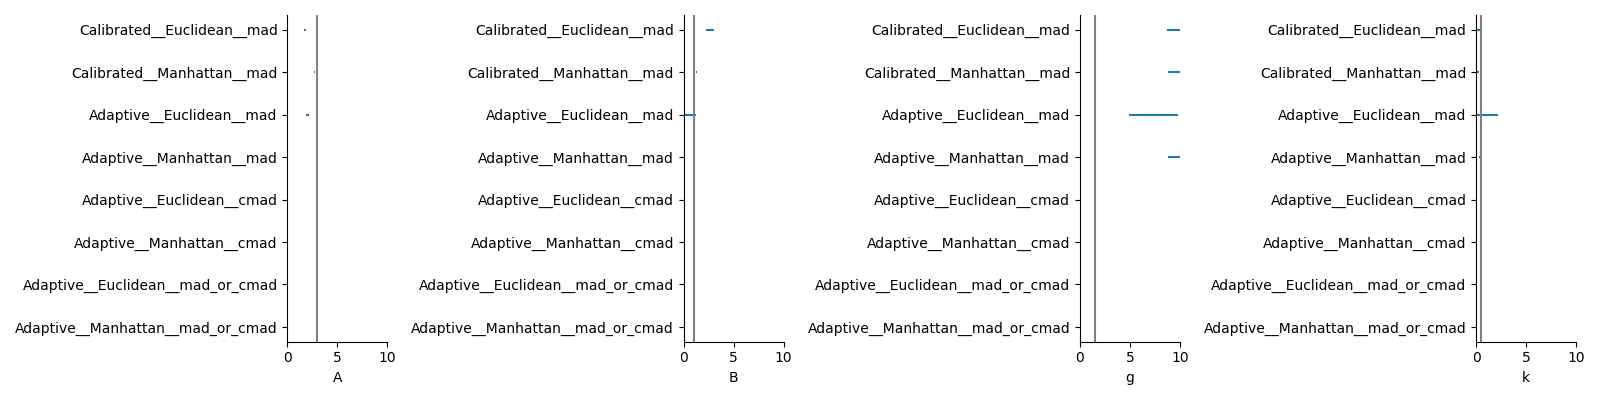 Calibrated__Euclidean__mad
Calibrated__Manhattan__mad
Adaptive__Euclidean__mad
Adaptive__Manhattan__mad
Adaptive__Euclidean__cmad
Adaptive__Manhattan__cmad
Adaptive__Euclidean__mad_or_cmad
Adaptive__Manhattan__mad_or_cmad
0 5 10
A
Calibrated__Euclidean__mad
Calibrated__Manhattan__mad
Adaptive__Euclidean__mad
Adaptive__Manhattan__mad
Adaptive__Euclidean__cmad
Adaptive__Manhattan__cmad
Adaptive__Euclidean__mad_or_cmad
Adaptive__Manhattan__mad_or_cmad
0 5 10
B
Calibrated__Euclidean__mad
Calibrated__Manhattan__mad
Adaptive__Euclidean__mad
Adaptive__Manhattan__mad
Adaptive__Euclidean__cmad
Adaptive__Manhattan__cmad
Adaptive__Euclidean__mad_or_cmad
Adaptive__Manhattan__mad_or_cmad
0 5 10
g
Calibrated__Euclidean__mad
Calibrated__Manhattan__mad
Adaptive__Euclidean__mad
Adaptive__Manhattan__mad
Adaptive__Euclidean__cmad
Adaptive__Manhattan__cmad
Adaptive__Euclidean__mad_or_cmad
Adaptive__Manhattan__mad_or_cmad
0 5 10
k